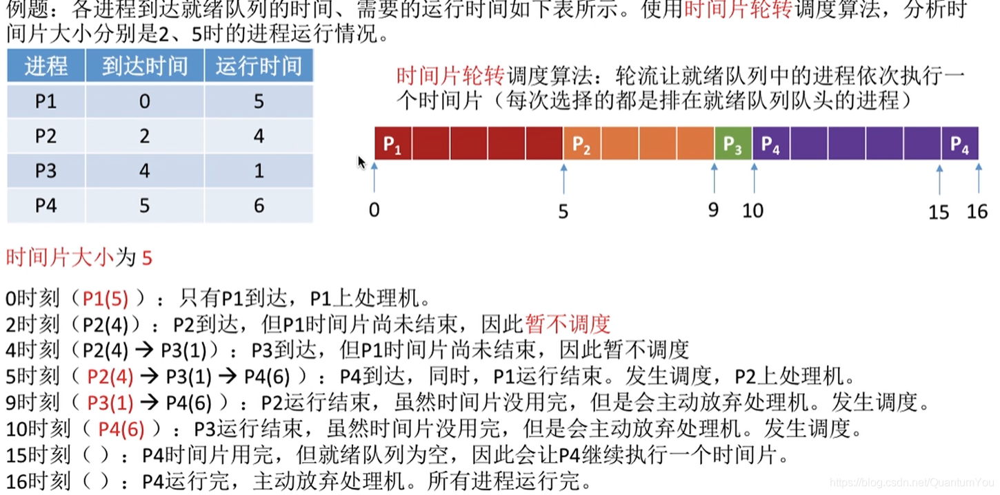 例题：各进程到达就绪队列的时间、需要的运行时间如下表所示。使用时间片轮转调度算法，分析时
间片大小分别是2、5时的进程运行情况。
进程 到达时间 运行时间
P1 0 5
P2 2 4
P3 4 1
P4 5 6
时间片轮转调度算法：轮流让就绪队列中的进程依次执行一
个时间片（每次选择的都是排在就绪队列队头的进程）
P1 P2 P3 P4 P4
0 5 9 10 15 16
时间片大小为 5
0时刻（P1(5) ）：只有P1到达，P1上处理机。
2时刻（P2(4)）：P2到达，但P1时间片尚未结束，因此暂不调度
4时刻（P2(4) → P3(1)）：P3到达，但P1时间片尚未结束，因此暂不调度
5时刻（ P2(4) → P3(1) → P4(6) ）：P4到达，同时，P1运行结束。发生调度，P2上处理机。
9时刻（ P3(1) → P4(6) ）：P2运行结束，虽然时间片没用完，但是会主动放弃处理机。发生调度。
10时刻（ P4(6) ）：P3运行结束，虽然时间片没用完，但是会主动放弃处理机。发生调度。
15时刻（ ）：P4时间片用完，但就绪队列为空，因此会让P4继续执行一个时间片。
16时刻（ ）：P4运行完，主动放弃处理机。所有进程运行完。
https://blog.csdn.net/QuantumYou